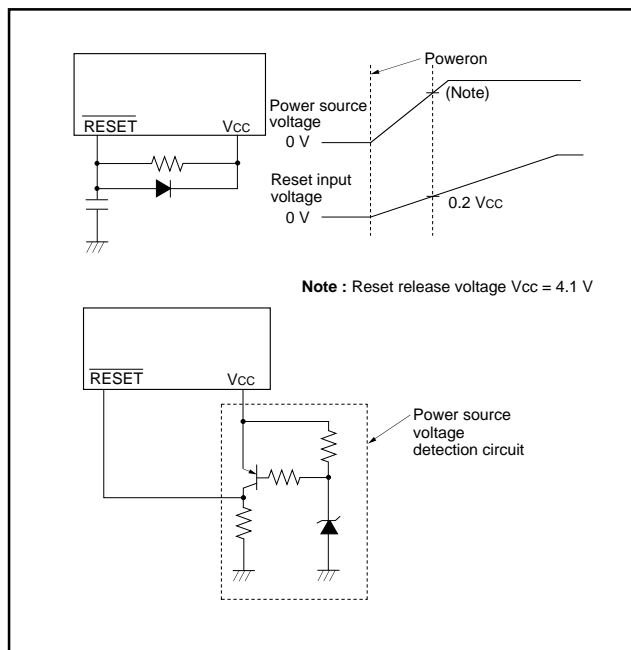 RESET VCC
Poweron
(Note)
Power source
voltage
0 V
Reset input
voltage
0 V
0.2 VCC
Note : Reset release voltage Vcc = 4.1 V
RESET VCC
Power source
voltage
detection circuit